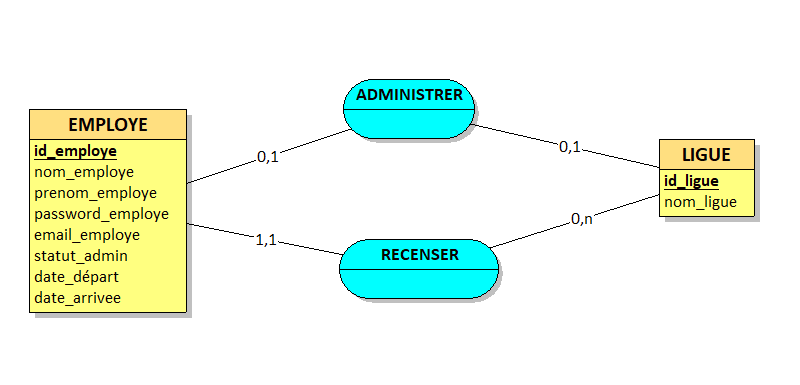 ADMINISTRER
EMPLOYE
id_employe
nom_employe
prenom_employe
password_employe
email_employe
statut_admin
date_départ
date_arrivee
0,1
0,1
LIGUE
id_ligue
nom_ligue
1,1
0,n
RECENSER